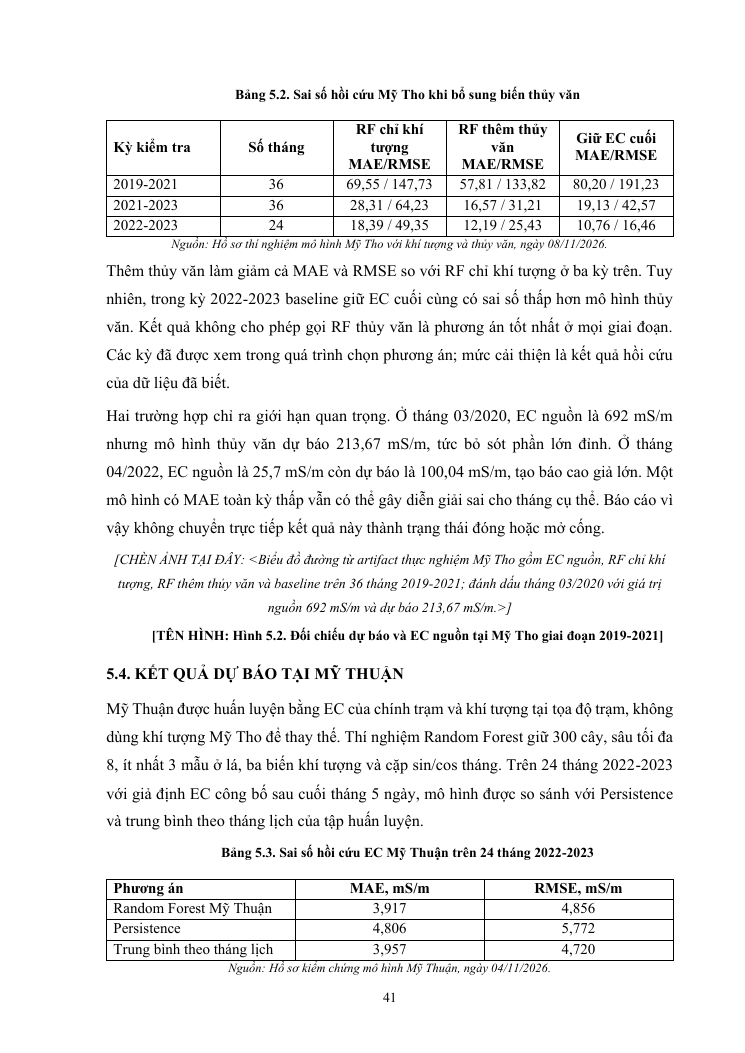 Bảng 5.2. Sai số hồi cứu Mỹ Tho khi bổ sung biến thủy văn
Kỳ kiểm tra | Số tháng | RF chỉ khí tượng MAE/RMSE | RF thêm thủy văn MAE/RMSE | Giữ EC cuối MAE/RMSE
2019-2021 | 36 | 69,55 / 147,73 | 57,81 / 133,82 | 80,20 / 191,23
2021-2023 | 36 | 28,31 / 64,23 | 16,57 / 31,21 | 19,13 / 42,57
2022-2023 | 24 | 18,39 / 49,35 | 12,19 / 25,43 | 10,76 / 16,46
Nguồn: Hồ sơ thí nghiệm mô hình Mỹ Tho với khí tượng và thủy văn, ngày 08/11/2026.
Thêm thủy văn làm giảm cả MAE và RMSE so với RF chỉ khí tượng ở ba kỳ trên. Tuy
nhiên, trong kỳ 2022-2023 baseline giữ EC cuối cùng có sai số thấp hơn mô hình thủy
văn. Kết quả không cho phép gọi RF thủy văn là phương án tốt nhất ở mọi giai đoạn.
Các kỳ đã được xem trong quá trình chọn phương án; mức cải thiện là kết quả hồi cứu
của dữ liệu đã biết.
Hai trường hợp chỉ ra giới hạn quan trọng. Ở tháng 03/2020, EC nguồn là 692 mS/m
nhưng mô hình thủy văn dự báo 213,67 mS/m, tức bỏ sót phần lớn đỉnh. Ở tháng
04/2022, EC nguồn là 25,7 mS/m còn dự báo là 100,04 mS/m, tạo báo cao giả lớn. Một
mô hình có MAE toàn kỳ thấp vẫn có thể gây diễn giải sai cho tháng cụ thể. Báo cáo vì
vậy không chuyển trực tiếp kết quả này thành trạng thái đóng hoặc mở cống.
[CHÈN ẢNH TẠI ĐÂY: <Biểu đồ đường từ artifact thực nghiệm Mỹ Tho gồm EC nguồn, RF chỉ khí
tượng, RF thêm thủy văn và baseline trên 36 tháng 2019-2021; đánh dấu tháng 03/2020 với giá trị
nguồn 692 mS/m và dự báo 213,67 mS/m.>]
[TÊN HÌNH: Hình 5.2. Đối chiếu dự báo và EC nguồn tại Mỹ Tho giai đoạn 2019-2021]
5.4. KẾT QUẢ DỰ BÁO TẠI MỸ THUẬN
Mỹ Thuận được huấn luyện bằng EC của chính trạm và khí tượng tại tọa độ trạm, không
dùng khí tượng Mỹ Tho để thay thế. Thí nghiệm Random Forest giữ 300 cây, sâu tối đa
8, ít nhất 3 mẫu ở lá, ba biến khí tượng và cặp sin/cos tháng. Trên 24 tháng 2022-2023
với giả định EC công bố sau cuối tháng 5 ngày, mô hình được so sánh với Persistence
và trung bình theo tháng lịch của tập huấn luyện.
Bảng 5.3. Sai số hồi cứu EC Mỹ Thuận trên 24 tháng 2022-2023
Phương án | MAE, mS/m | RMSE, mS/m
Random Forest Mỹ Thuận | 3,917 | 4,856
Persistence | 4,806 | 5,772
Trung bình theo tháng lịch | 3,957 | 4,720
Nguồn: Hồ sơ kiểm chứng mô hình Mỹ Thuận, ngày 04/11/2026.
41